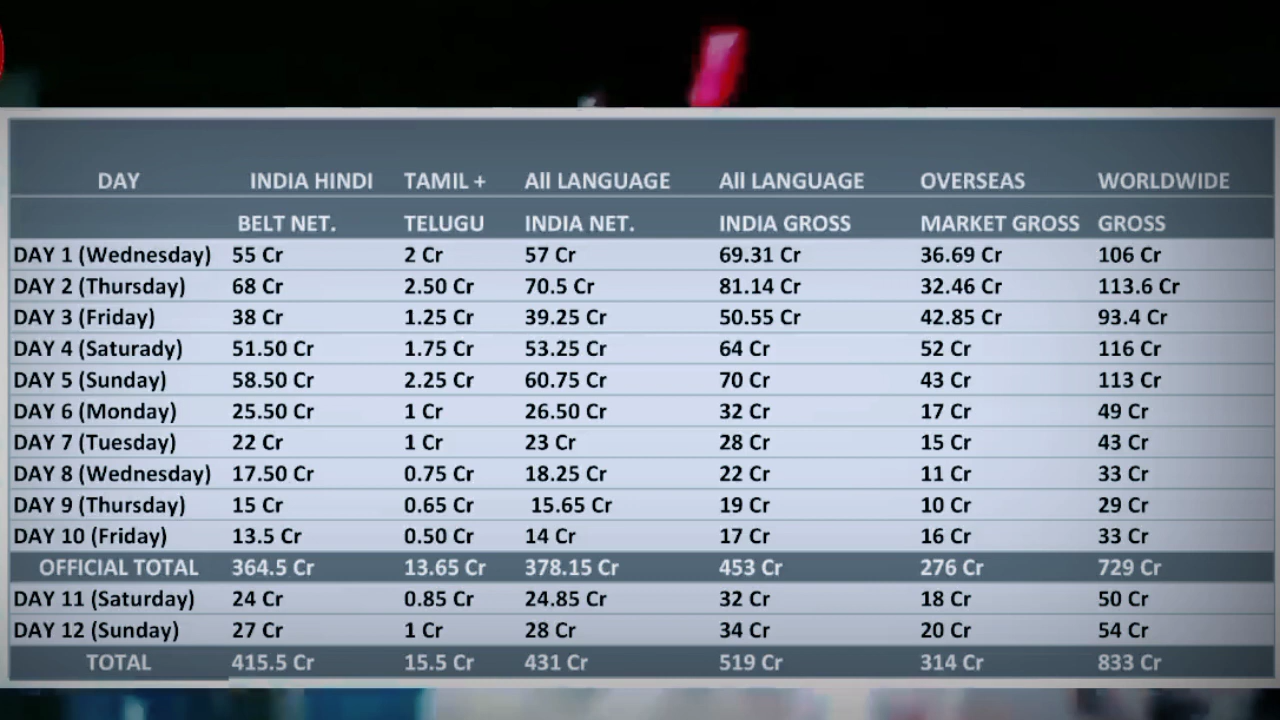 DAY INDIA HINDI TAMIL + All LANGUAGE All LANGUAGE OVERSEAS WORLDWIDE
BELT NET. TELUGU INDIA NET. INDIA GROSS MARKET GROSS GROSS
DAY 1 (Wednesday) 55 Cr 2 Cr 57 Cr 69.31 Cr 36.69 Cr 106 Cr
DAY 2 (Thursday) 68 Cr 2.50 Cr 70.5 Cr 81.14 Cr 32.46 Cr 113.6 Cr
DAY 3 (Friday) 38 Cr 1.25 Cr 39.25 Cr 50.55 Cr 42.85 Cr 93.4 Cr
DAY 4 (Saturady) 51.50 Cr 1.75 Cr 53.25 Cr 64 Cr 52 Cr 116 Cr
DAY 5 (Sunday) 58.50 Cr 2.25 Cr 60.75 Cr 70 Cr 43 Cr 113 Cr
DAY 6 (Monday) 25.50 Cr 1 Cr 26.50 Cr 32 Cr 17 Cr 49 Cr
DAY 7 (Tuesday) 22 Cr 1 Cr 23 Cr 28 Cr 15 Cr 43 Cr
DAY 8 (Wednesday) 17.50 Cr 0.75 Cr 18.25 Cr 22 Cr 11 Cr 33 Cr
DAY 9 (Thursday) 15 Cr 0.65 Cr 15.65 Cr 19 Cr 10 Cr 29 Cr
DAY 10 (Friday) 13.5 Cr 0.50 Cr 14 Cr 17 Cr 16 Cr 33 Cr
OFFICIAL TOTAL 364.5 Cr 13.65 Cr 378.15 Cr 453 Cr 276 Cr 729 Cr
DAY 11 (Saturday) 24 Cr 0.85 Cr 24.85 Cr 32 Cr 18 Cr 50 Cr
DAY 12 (Sunday) 27 Cr 1 Cr 28 Cr 34 Cr 20 Cr 54 Cr
TOTAL 415.5 Cr 15.5 Cr 431 Cr 519 Cr 314 Cr 833 Cr